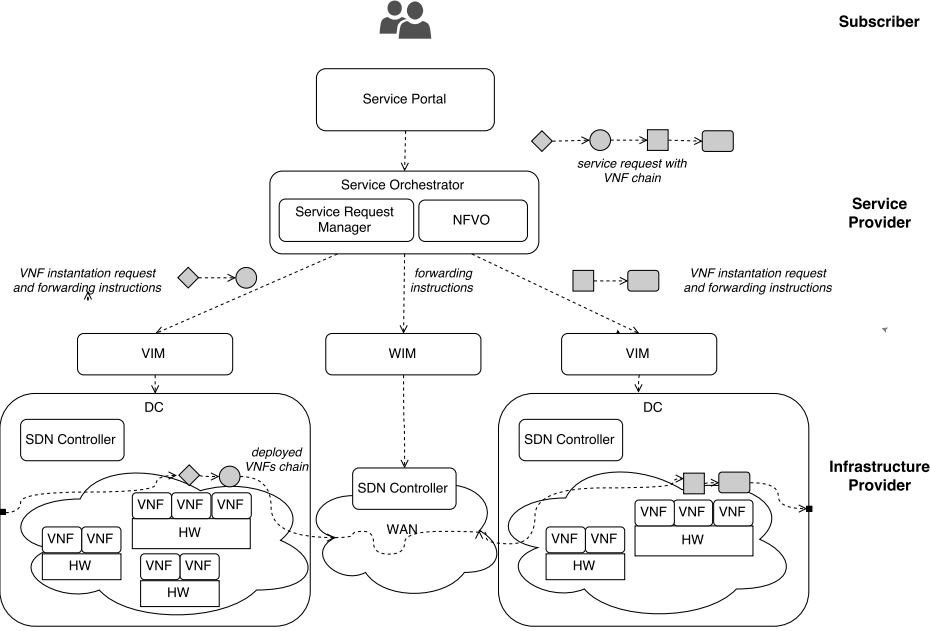 Subscriber
Service Portal
service request with
VNF chain
Service Orchestrator
Service Request
Manager
NFVO
Service
Provider
VNF instantation request
and forwarding instructions
forwarding
instructions
VNF instantation request
and forwarding instructions
VIM
WIM
VIM
DC
SDN Controller
deployed
VNFs chain
VNF VNF VNF
HW
VNF VNF
HW
VNF VNF
HW
SDN Controller
WAN
DC
SDN Controller
VNF VNF VNF
HW
VNF VNF
HW
Infrastructure
Provider